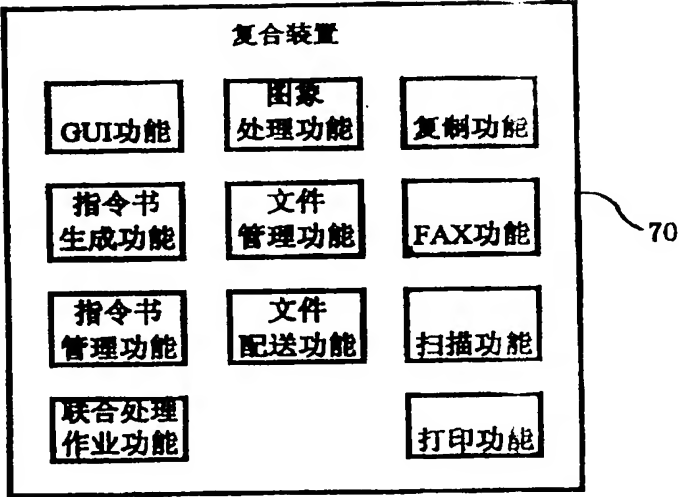 复合装置
GUI功能
图象
处理功能
复制功能
指令书
生成功能
文件
管理功能
FAX功能
70
指令书
管理功能
文件
配送功能
扫描功能
联合处理
作业功能
打印功能